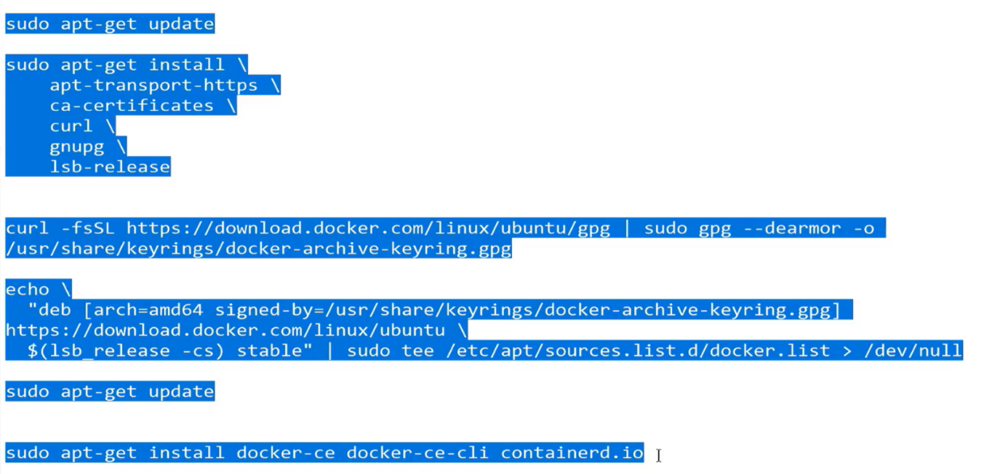 sudo apt-get update
sudo apt-get install \
    apt-transport-https \
    ca-certificates \
    curl \
    gnupg \
    lsb-release
curl -fsSL https://download.docker.com/linux/ubuntu/gpg | sudo gpg --dearmor -o
/usr/share/keyrings/docker-archive-keyring.gpg
echo \
  "deb [arch=amd64 signed-by=/usr/share/keyrings/docker-archive-keyring.gpg]
https://download.docker.com/linux/ubuntu \
  $(lsb_release -cs) stable" | sudo tee /etc/apt/sources.list.d/docker.list > /dev/null
sudo apt-get update
sudo apt-get install docker-ce docker-ce-cli containerd.io